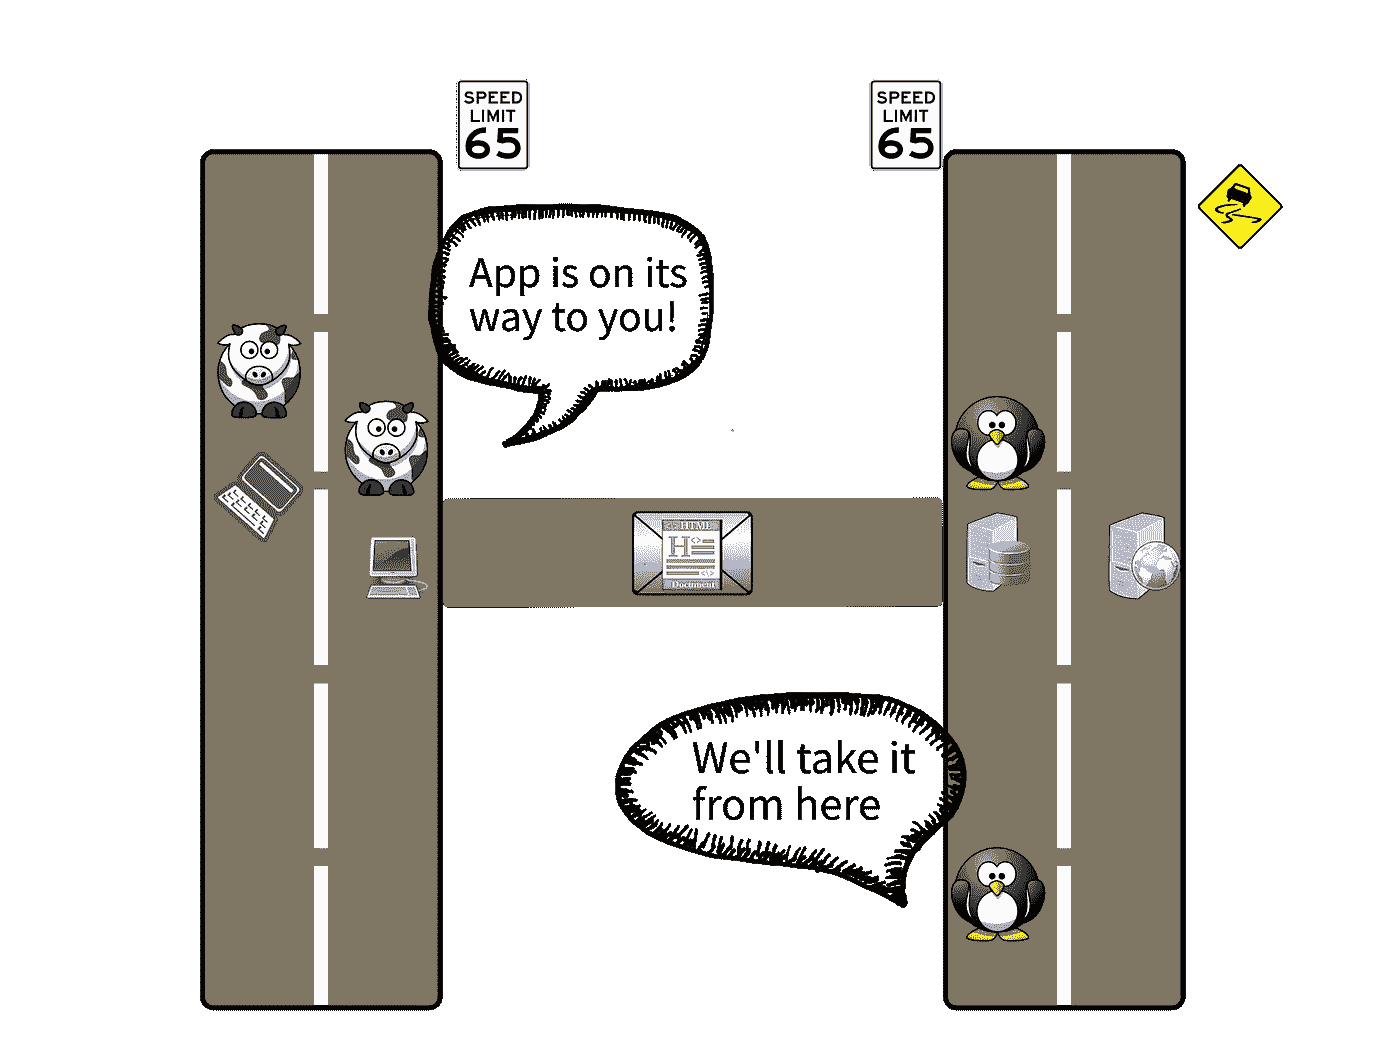 SPEED
LIMIT
65
SPEED
LIMIT
65
App is on its
way to you!
HTML
H
Document
We'll take it
from here